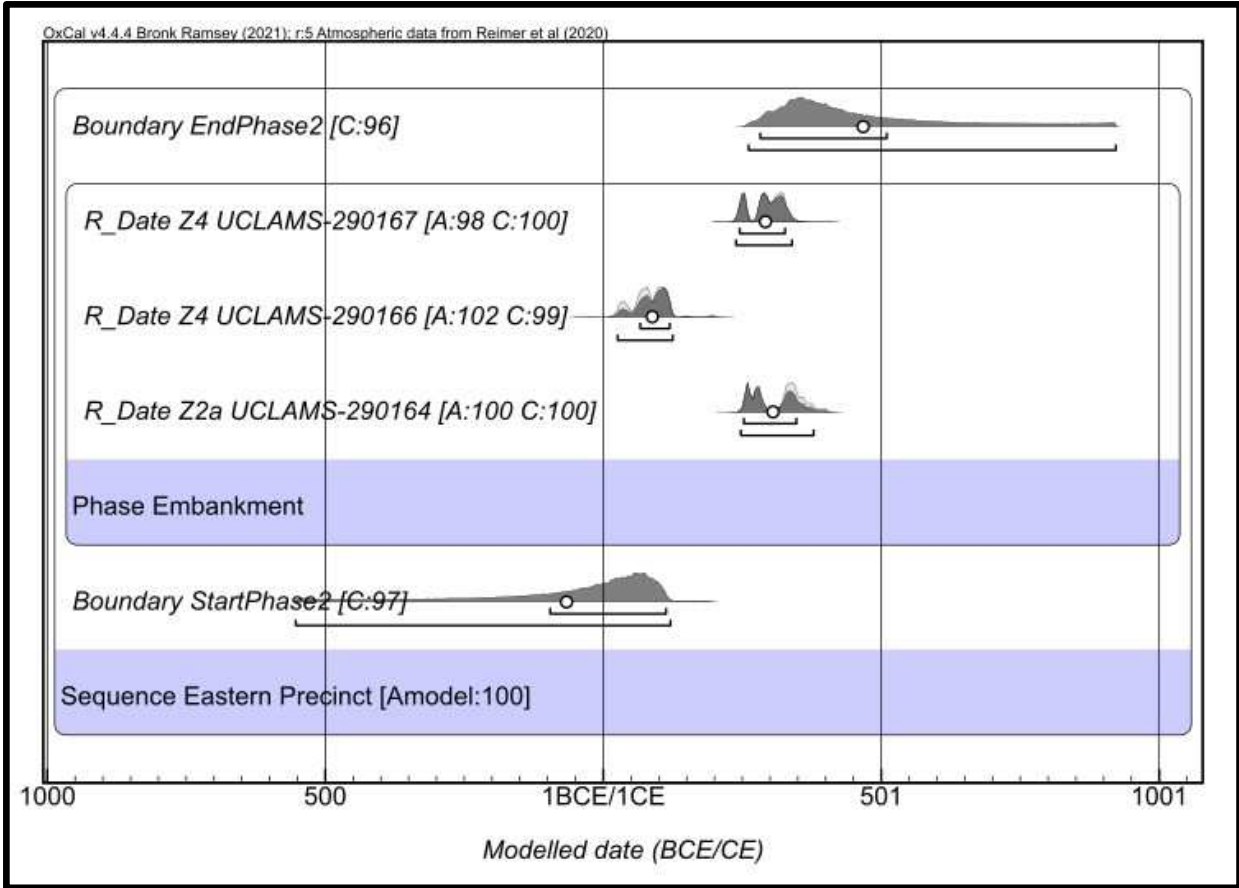 OxCal v4.4.4 Bronk Ramsey (2021); r:5 Atmospheric data from Reimer et al (2020)
Boundary EndPhase2 [C:96]
R_Date Z4 UCLAMS-290167 [A:98 C:100]
R_Date Z4 UCLAMS-290166 [A:102 C:99]
R_Date Z2a UCLAMS-290164 [A:100 C:100]
Phase Embankment
Boundary StartPhase2 [C:97]
Sequence Eastern Precinct [Amodel:100]
1000 500 1BCE/1CE 501 1001
Modelled date (BCE/CE)